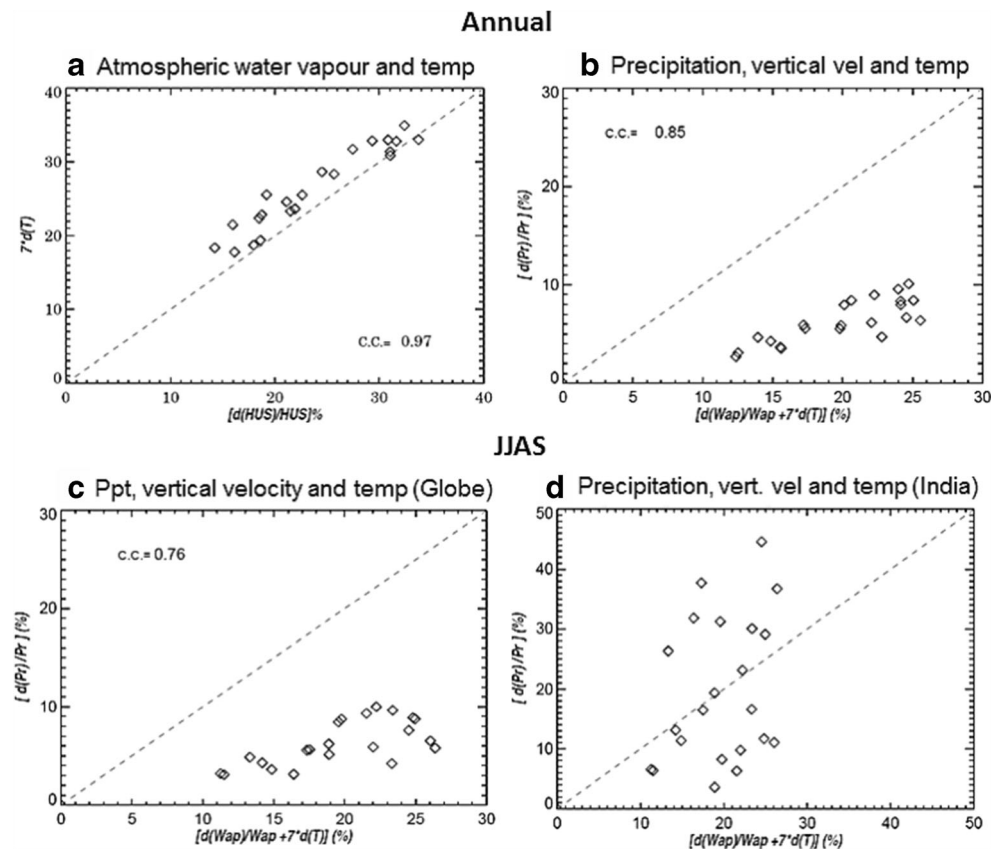 Annual
a Atmospheric water vapour and temp
40
30
20
10
0
7*d(T)
c.c.= 0.97
0 10 20 30 40
[d(HUS)/HUS]%
b Precipitation, vertical vel and temp
30
20
10
0
[ d(Pr)/Pr ] (%)
c.c.= 0.85
0 5 10 15 20 25 30
[d(Wap)/Wap +7*d(T)] (%)
JJAS
c Ppt, vertical velocity and temp (Globe)
30
20
10
0
[ d(Pr)/Pr ] (%)
c.c.= 0.76
0 5 10 15 20 25 30
[d(Wap)/Wap +7*d(T)] (%)
d Precipitation, vert. vel and temp (India)
50
40
30
20
10
0
[ d(Pr)/Pr ] (%)
0 10 20 30 40 50
[d(Wap)/Wap +7*d(T)] (%)